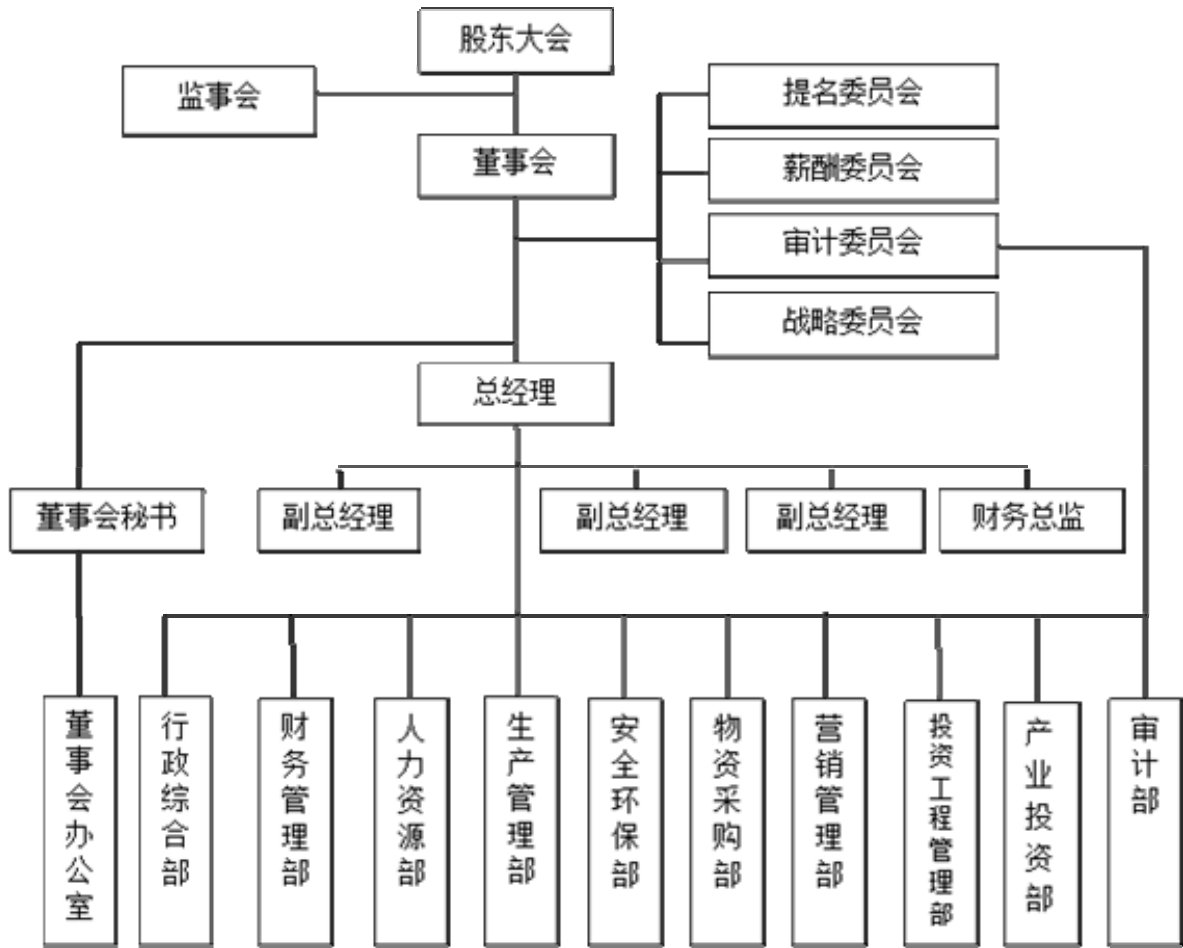 股东大会
监事会
提名委员会
董事会
薪酬委员会
审计委员会
战略委员会
总经理
董事会秘书
副总经理
副总经理
副总经理
财务总监
董事会办公室
行政综合部
财务管理部
人力资源部
生产管理部
安全环保部
物资采购部
营销管理部
投资工程管理部
产业投资部
审计部